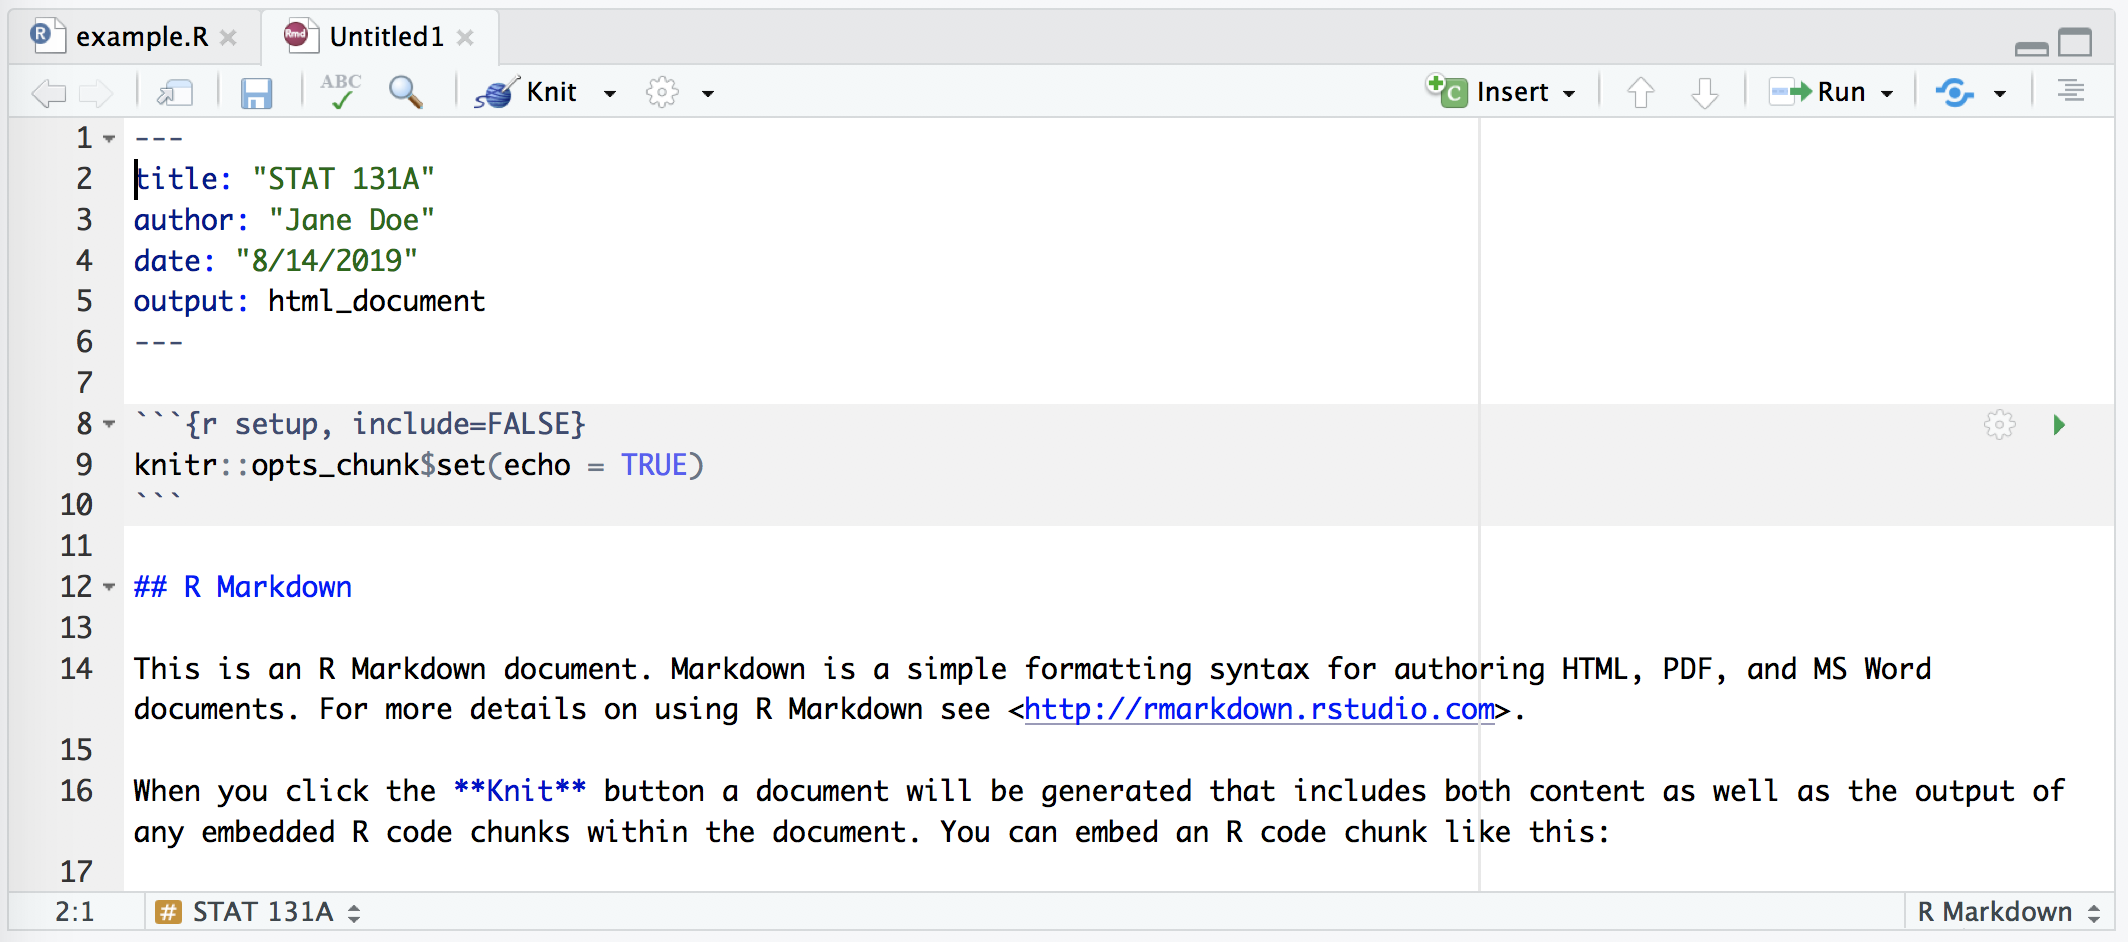 example.R
Untitled1
ABC
Knit
Insert
Run
1 ---
2 title: "STAT 131A"
3 author: "Jane Doe"
4 date: "8/14/2019"
5 output: html_document
6 ---
7
8 ```{r setup, include=FALSE}
9 knitr::opts_chunk$set(echo = TRUE)
10 ```
11
12 ## R Markdown
13
14 This is an R Markdown document. Markdown is a simple formatting syntax for authoring HTML, PDF, and MS Word
documents. For more details on using R Markdown see <http://rmarkdown.rstudio.com>.
15
16 When you click the **Knit** button a document will be generated that includes both content as well as the output of
any embedded R code chunks within the document. You can embed an R code chunk like this:
17
2:1 # STAT 131A R Markdown